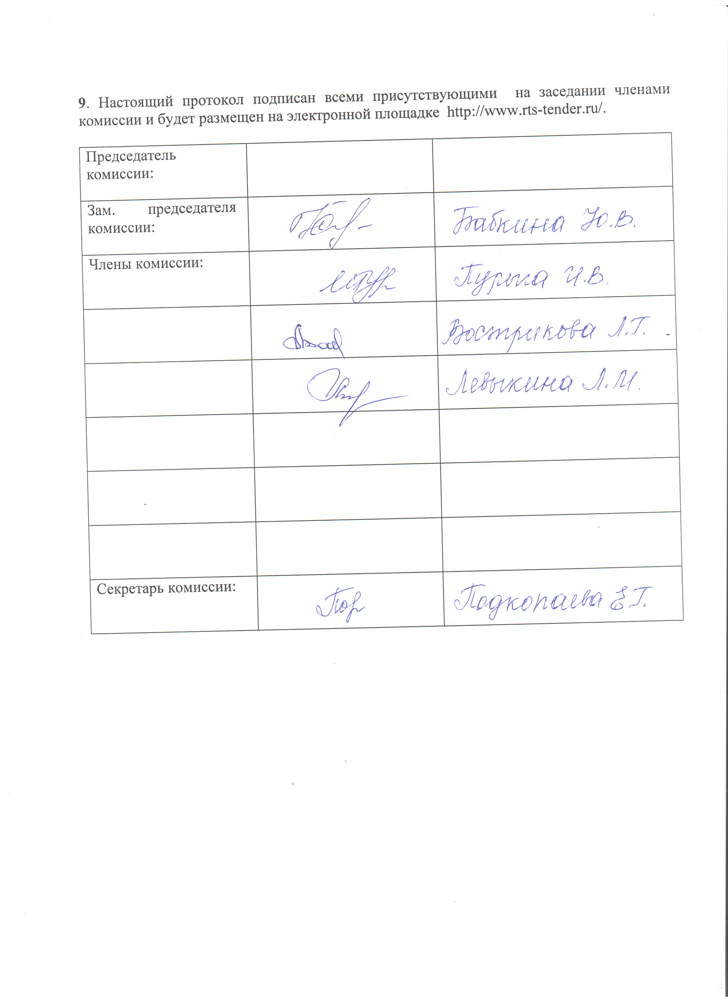 9. Настоящий протокол подписан всеми присутствующими на заседании членами
комиссии и будет размещен на электронной площадке http://www.rts-tender.ru/.
Председатель
комиссии:
Зам. председателя
комиссии:
Бабкина Ю.В.
Члены комиссии:
И.В.
Вострикова Л.Г.
Левыкина Л.М.
Секретарь комиссии:
Подкопаева Е.Г.